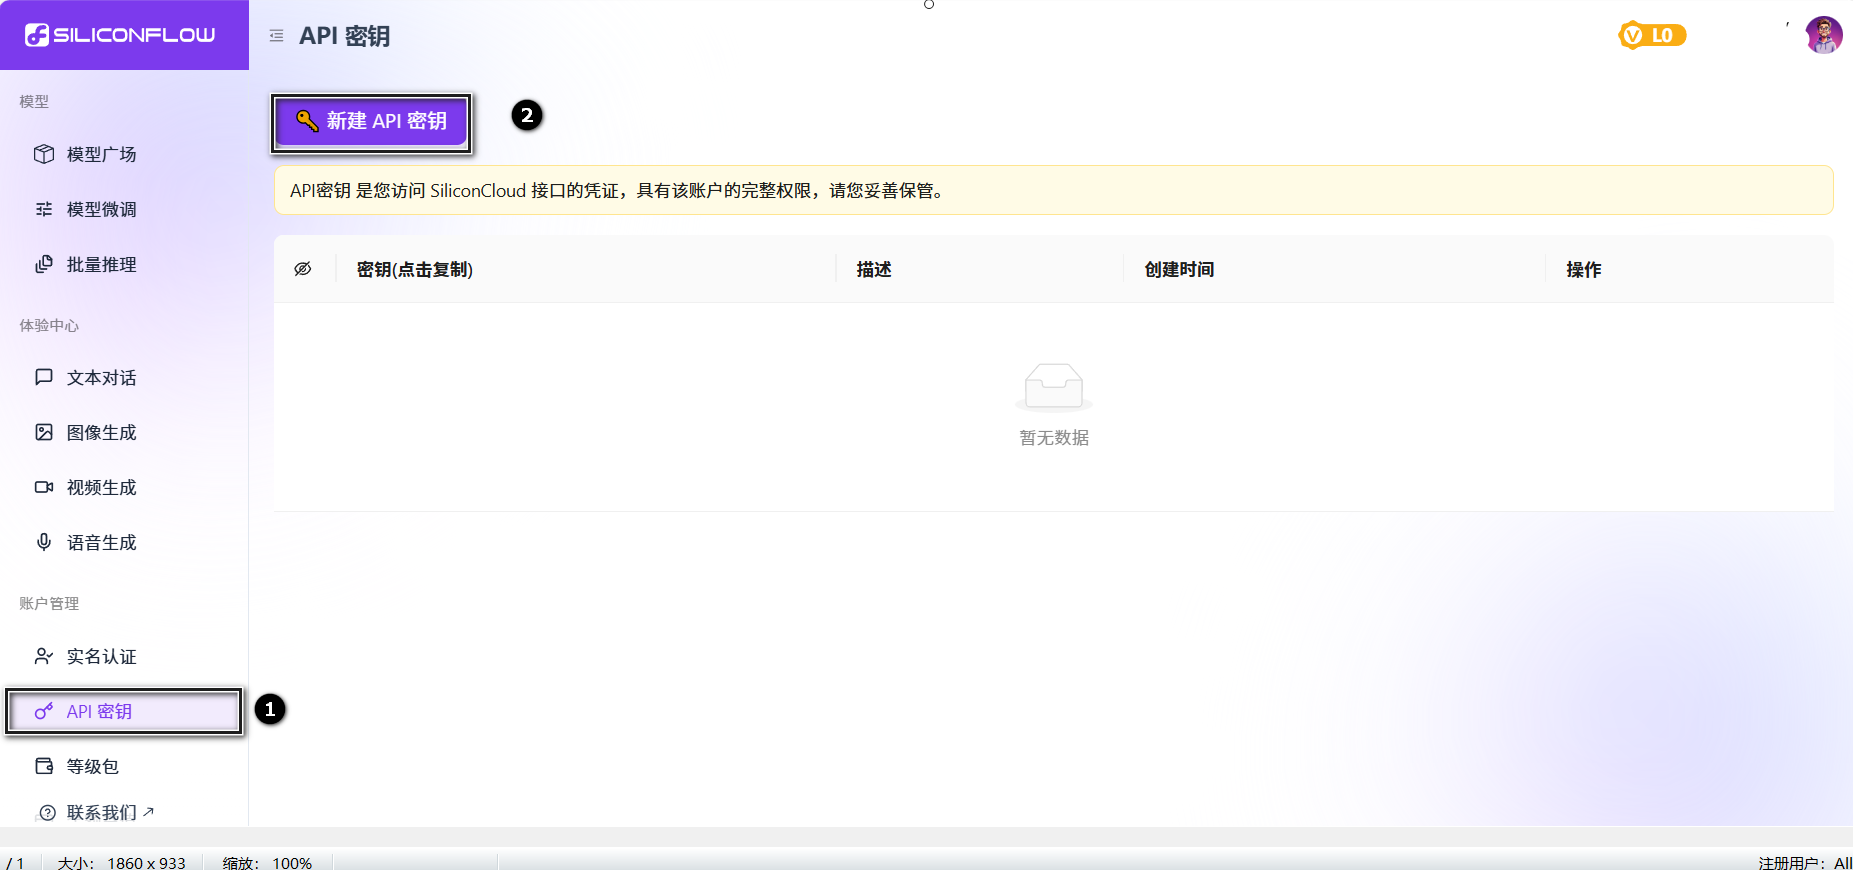 SILICONFLOW
API 密钥
L0
模型
模型广场
模型微调
批量推理
体验中心
文本对话
图像生成
视频生成
语音生成
账户管理
实名认证
API 密钥
1
等级包
联系我们
新建 API 密钥
2
API密钥 是您访问 SiliconCloud 接口的凭证，具有该账户的完整权限，请您妥善保管。
密钥(点击复制)
描述
创建时间
操作
暂无数据
/ 1
大小： 1860 x 933
缩放： 100%
注册用户：All